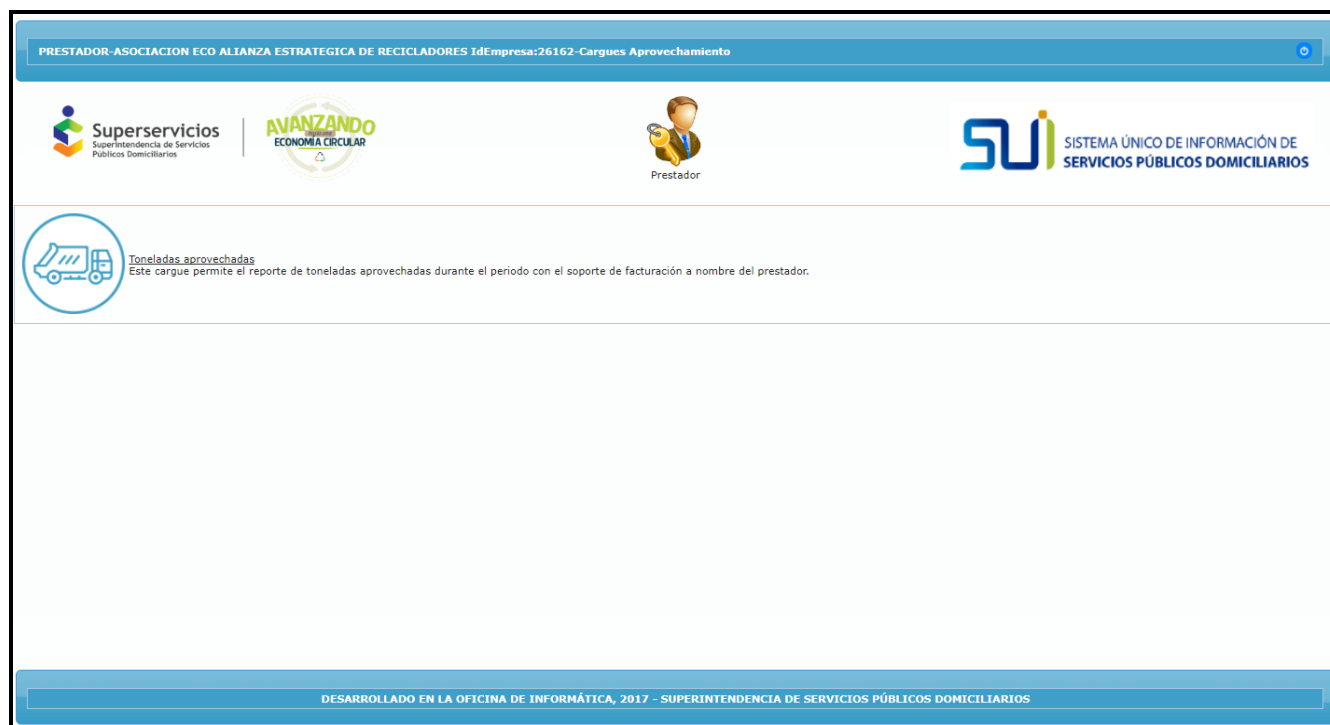 PRESTADOR-ASOCIACION ECO ALIANZA ESTRATEGICA DE RECICLADORES IdEmpresa:26162-Cargues Aprovechamiento
Superservicios
Superintendencia de Servicios
Públicos Domiciliarios
AVANZANDO
ECONOMÍA CIRCULAR
Prestador
sui
SISTEMA ÚNICO DE INFORMACIÓN DE
SERVICIOS PÚBLICOS DOMICILIARIOS
Toneladas aprovechadas
Este cargue permite el reporte de toneladas aprovechadas durante el periodo con el soporte de facturación a nombre del prestador.
DESARROLLADO EN LA OFICINA DE INFORMÁTICA, 2017 - SUPERINTENDENCIA DE SERVICIOS PÚBLICOS DOMICILIARIOS